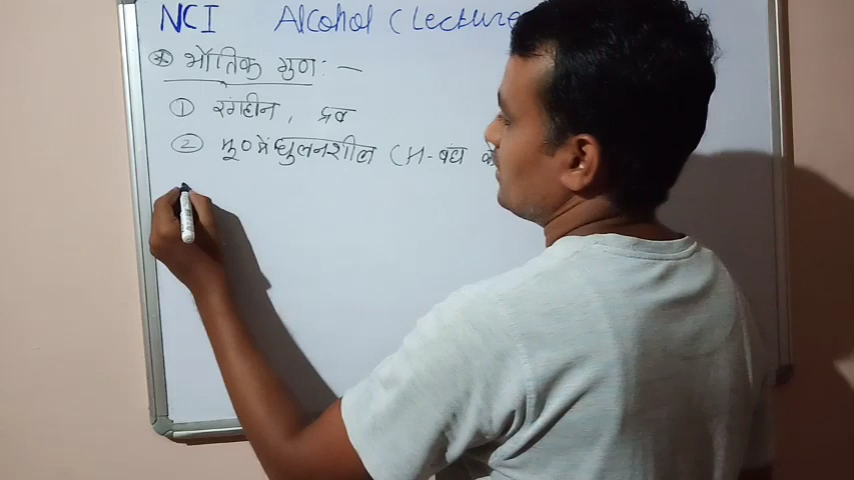 NCI Alcohol (Lecture
* भौतिक गुण : —
① रंगहीन, द्रव
② H₂O में घुलनशील (H-बंध के